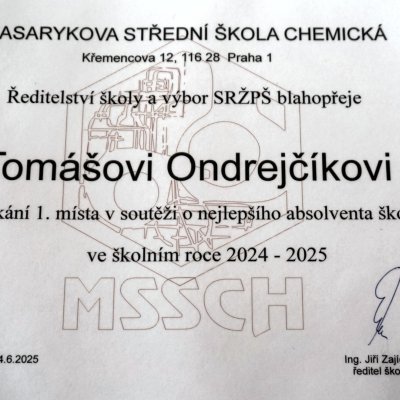 ASARYKOVA STŘEDNÍ ŠKOLA CHEMICKÁ
Křemencova 12, 116 28 Praha 1
Ředitelství školy a výbor SRŽPŠ blahopřeje
Tomášovi Ondrejčíkovi
kání 1. místa v soutěži o nejlepšího absolventa ško
ve školním roce 2024 - 2025
MSSCH
4.6.2025
Ing. Jiří Zají
ředitel ško